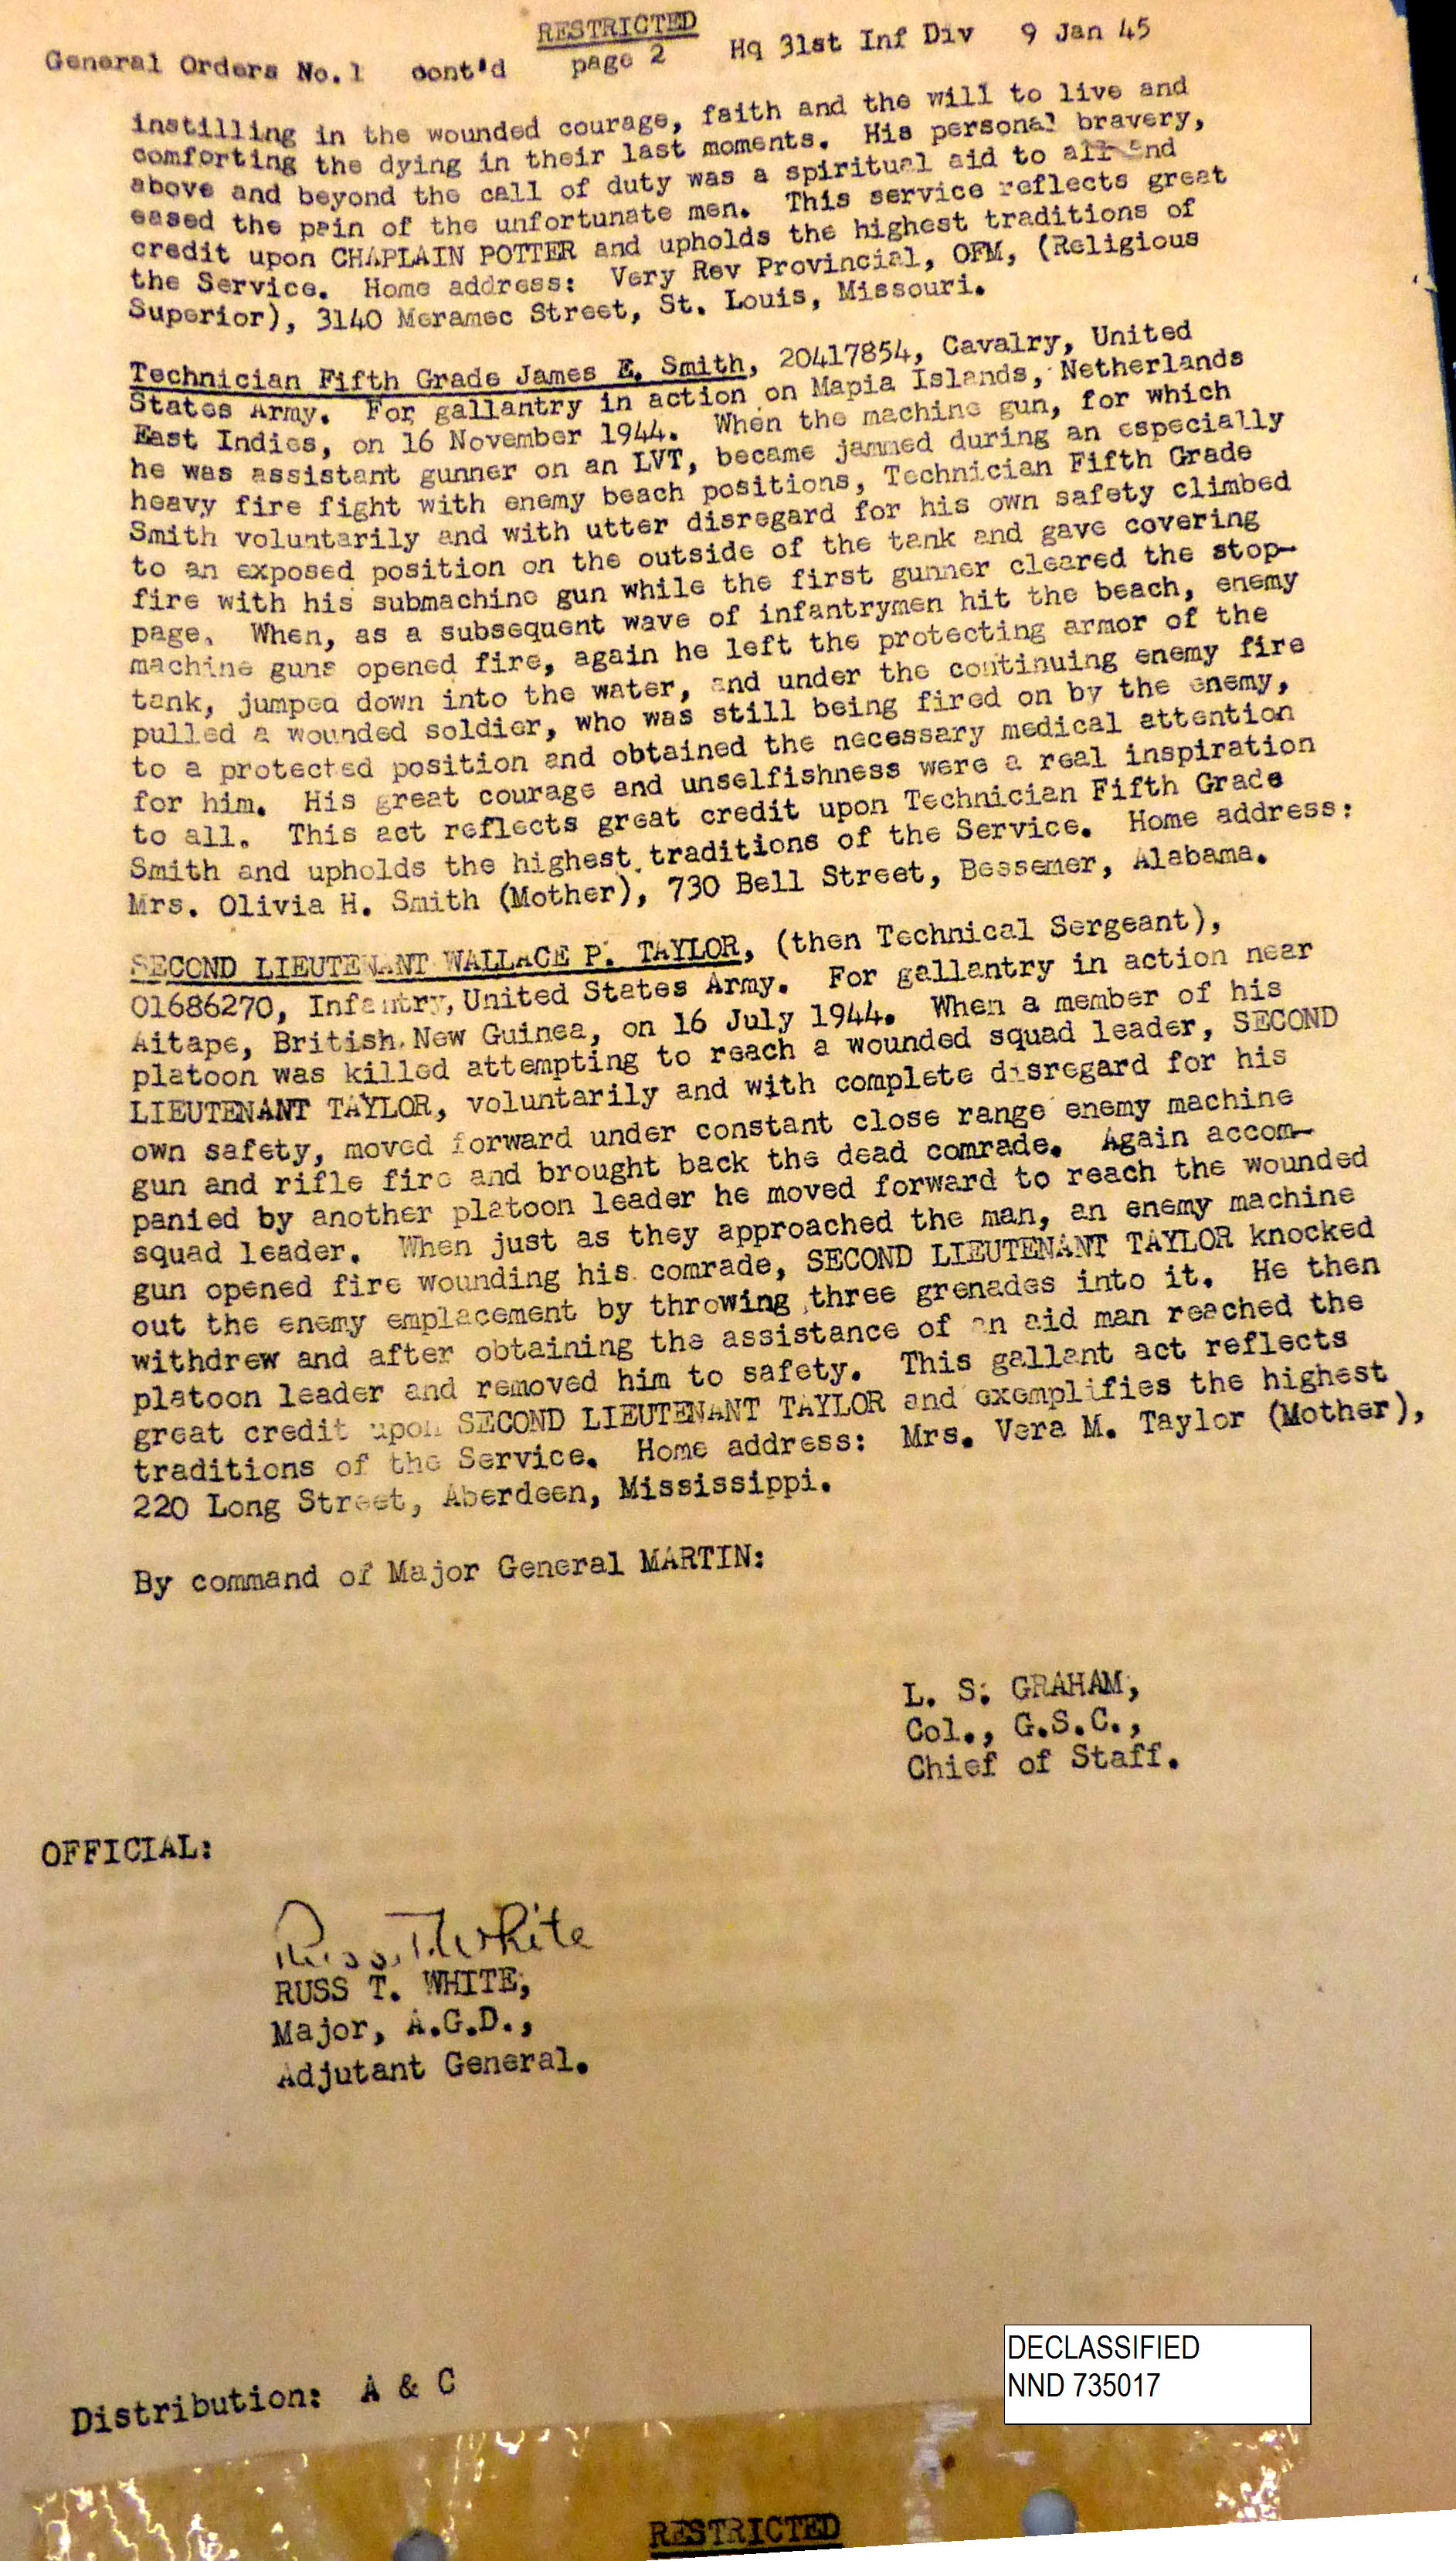 RESTRICTED
General Orders No.1 cont'd page 2 Hq 31st Inf Div 9 Jan 45
instilling in the wounded courage, faith and the will to live and
comforting the dying in their last moments. His personal bravery,
above and beyond the call of duty was a spiritual aid to all and
eased the pain of the unfortunate men. This service reflects great
credit upon CHAPLAIN POTTER and upholds the highest traditions of
the Service. Home address: Very Rev Provincial, OFM, (Religious
Superior), 3140 Meramec Street, St. Louis, Missouri.
Technician Fifth Grade James E. Smith, 20417854, Cavalry, United
States Army. For gallantry in action on Mapia Islands, Netherlands
East Indies, on 16 November 1944. When the machine gun, for which
he was assistant gunner on an LVT, became jammed during an especially
heavy fire fight with enemy beach positions, Technician Fifth Grade
Smith voluntarily and with utter disregard for his own safety climbed
to an exposed position on the outside of the tank and gave covering
fire with his submachine gun while the first gunner cleared the stop-
page. When, as a subsequent wave of infantrymen hit the beach, enemy
machine guns opened fire, again he left the protecting armor of the
tank, jumped down into the water, and under the continuing enemy fire
pulled a wounded soldier, who was still being fired on by the enemy,
to a protected position and obtained the necessary medical attention
for him. His great courage and unselfishness were a real inspiration
to all. This act reflects great credit upon Technician Fifth Grade
Smith and upholds the highest traditions of the Service. Home address:
Mrs. Olivia H. Smith (Mother), 730 Bell Street, Bessemer, Alabama.
SECOND LIEUTENANT WALLACE P. TAYLOR, (then Technical Sergeant),
01686270, Infantry, United States Army. For gallantry in action near
Aitape, British New Guinea, on 16 July 1944. When a member of his
platoon was killed attempting to reach a wounded squad leader, SECOND
LIEUTENANT TAYLOR, voluntarily and with complete disregard for his
own safety, moved forward under constant close range enemy machine
gun and rifle fire and brought back the dead comrade. Again accom-
panied by another platoon leader he moved forward to reach the wounded
squad leader. When just as they approached the man, an enemy machine
gun opened fire wounding his comrade, SECOND LIEUTENANT TAYLOR knocked
out the enemy emplacement by throwing three grenades into it. He then
withdrew and after obtaining the assistance of an aid man reached the
platoon leader and removed him to safety. This gallant act reflects
great credit upon SECOND LIEUTENANT TAYLOR and exemplifies the highest
traditions of the Service. Home address: Mrs. Vera M. Taylor (Mother),
220 Long Street, Aberdeen, Mississippi.
By command of Major General MARTIN:
L. S. GRAHAM,
Col., G.S.C.,
Chief of Staff.
OFFICIAL:
Russ T. White
RUSS T. WHITE,
Major, A.G.D.,
Adjutant General.
DECLASSIFIED
NND 735017
Distribution: A & C
RESTRICTED